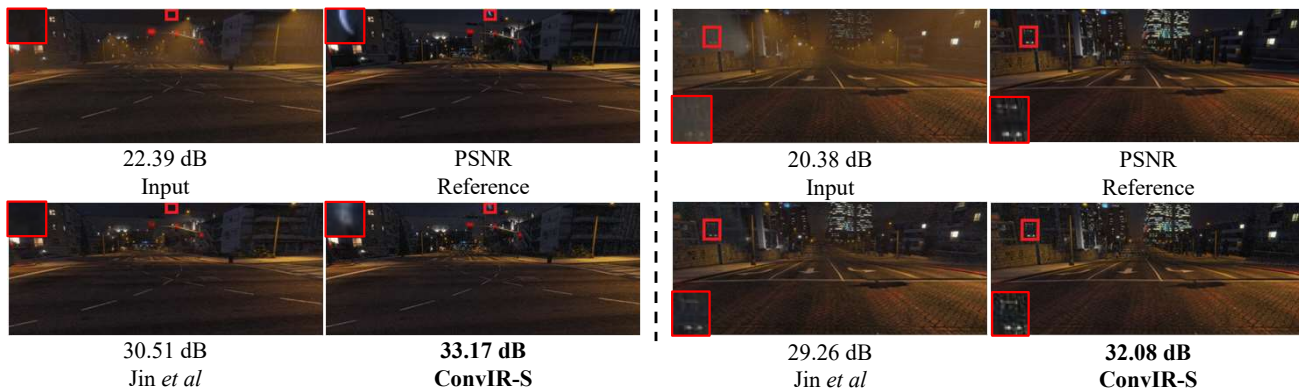 22.39 dB
Input
PSNR
Reference
30.51 dB
Jin et al
33.17 dB
ConvIR-S
20.38 dB
Input
PSNR
Reference
29.26 dB
Jin et al
32.08 dB
ConvIR-S